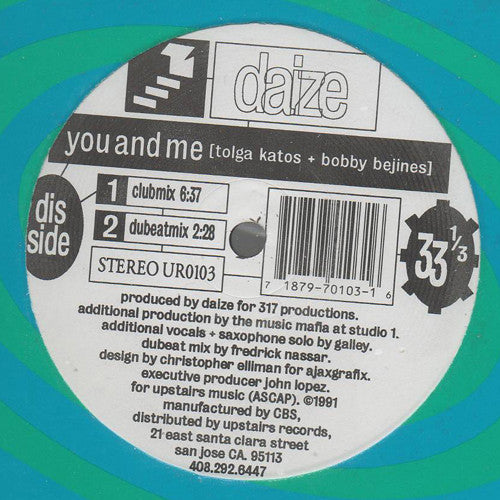 daize
you and me [tolga katos + bobby bejines]
1 clubmix 6:37
2 dubeatmix 2:28
dis
side
STEREO UR0103
7 1879-70103-1 6
33 1/3
produced by daize for 317 productions.
additional production by the music mafia at studio 1.
additional vocals + saxophone solo by galley.
dubeat mix by fredrick nassar.
design by christopher elliman for ajaxgrafix.
executive producer john lopez.
for upstairs music (ASCAP). ©1991
manufactured by CBS,
distributed by upstairs records,
21 east santa clara street
san jose CA. 95113
408.292.6447